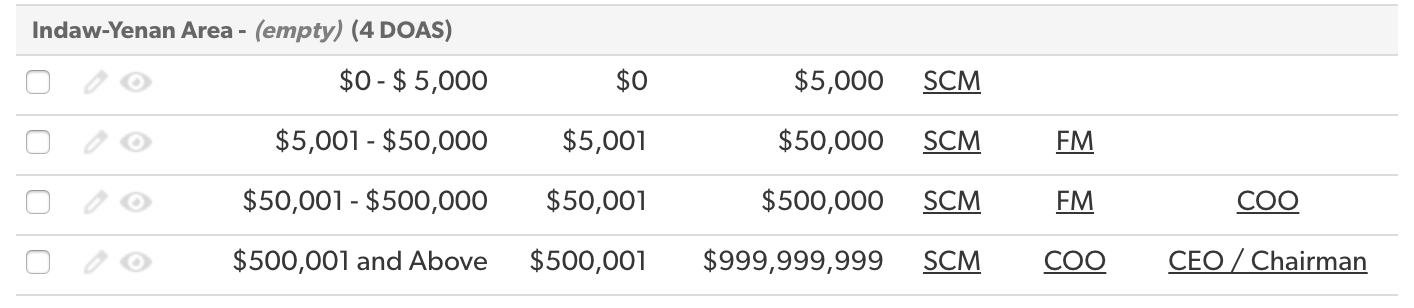 Indaw-Yenan Area - (empty) (4 DOAS)
$0 - $ 5,000 $0 $5,000 SCM
$5,001 - $50,000 $5,001 $50,000 SCM FM
$50,001 - $500,000 $50,001 $500,000 SCM FM COO
$500,001 and Above $500,001 $999,999,999 SCM COO CEO / Chairman